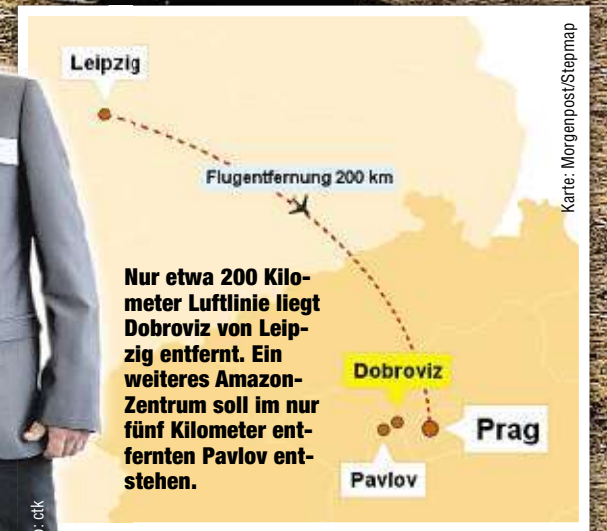 Leipzig
Karte: Morgenpost/Stepmap
Flugentfernung 200 km
Nur etwa 200 Kilo-
meter Luftlinie liegt
Dobroviz von Leip-
zig entfernt. Ein
weiteres Amazon-
Zentrum soll im nur
fünf Kilometer ent-
fernten Pavlov ent-
stehen.
Dobroviz
Prag
Pavlov
ctk